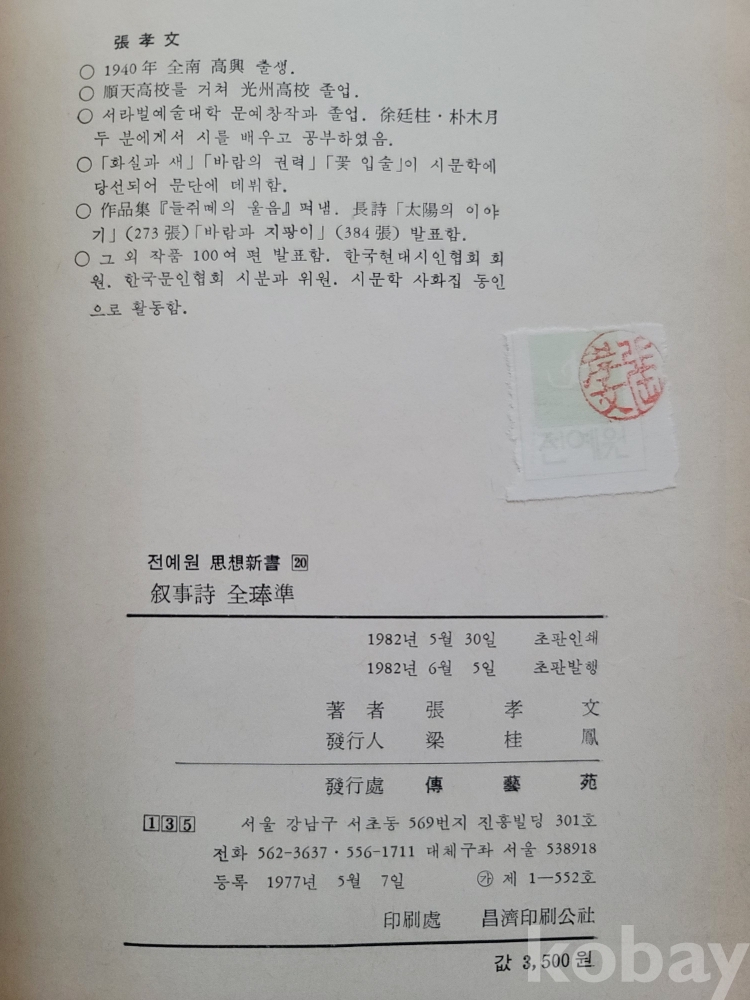 張孝文
○ 1940年 全南 高興 출생.
○ 順天高校를 거쳐 光州高校 졸업.
○ 서라벌예술대학 문예창작과 졸업. 徐廷柱·朴木月
두 분에게서 시를 배우고 공부하였음.
○ 「화실과 새」「바람의 권력」「꽃 입술」이 시문학에
당선되어 문단에 데뷔함.
○ 作品集 『들쥐떼의 울음』펴냄. 長詩 「太陽의 이야
기」(273張)「바람과 지팡이」(384張) 발표함.
○ 그 외 작품 100여 편 발표함. 한국현대시인협회 회
원. 한국문인협회 시분과 위원. 시문학 사화집 동인
으로 활동함.
張孝文
전예원
전예원 思想新書 20
叙事詩 全琫準
1982년 5월 30일 초판인쇄
1982년 6월 5일 초판발행
著者 張孝文
發行人 梁桂鳳
發行處 傳藝苑
135 서울 강남구 서초동 569번지 진흥빌딩 301호
전화 562-3637·556-1711 대체구좌 서울 538918
등록 1977년 5월 7일 ㉮ 제 1—552호
印刷處 昌濟印刷公社
값 3,500원
kobay